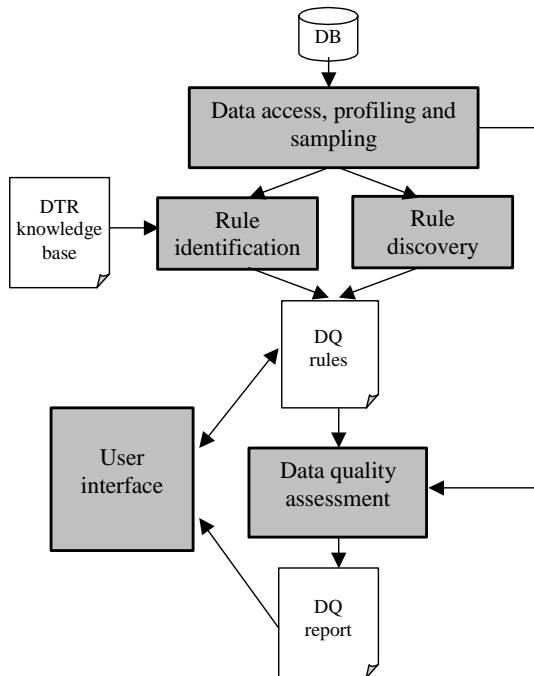 DB
Data access, profiling and
sampling
DTR
knowledge
base
Rule
identification
Rule
discovery
DQ
rules
User
interface
Data quality
assessment
DQ
report